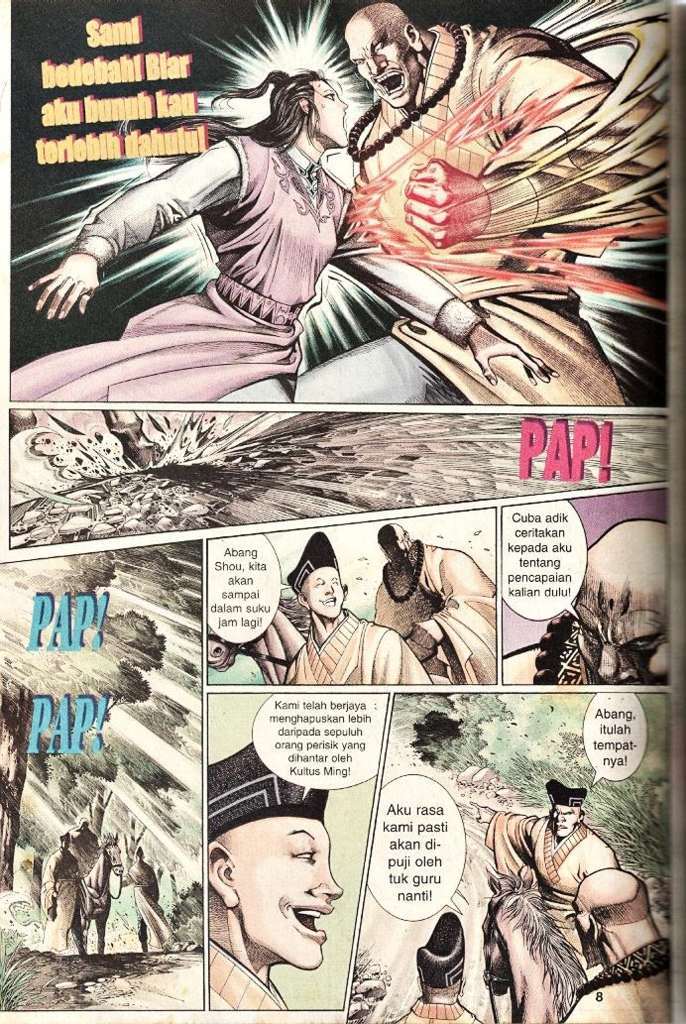 Sami
bedebah! Biar
aku bunuh kau
terlebih dahulu!
PAP!
PAP!
PAP!
Abang
Shou, kita
akan
sampai
dalam suku
jam lagi!
Cuba adik
ceritakan
kepada aku
tentang
pencapaian
kalian dulu!
Kami telah berjaya
menghapuskan lebih
daripada sepuluh
orang perisik yang
dihantar oleh
Kultus Ming!
Abang,
itulah
tempat-
nya!
Aku rasa
kami pasti
akan di-
puji oleh
tuk guru
nanti!
8